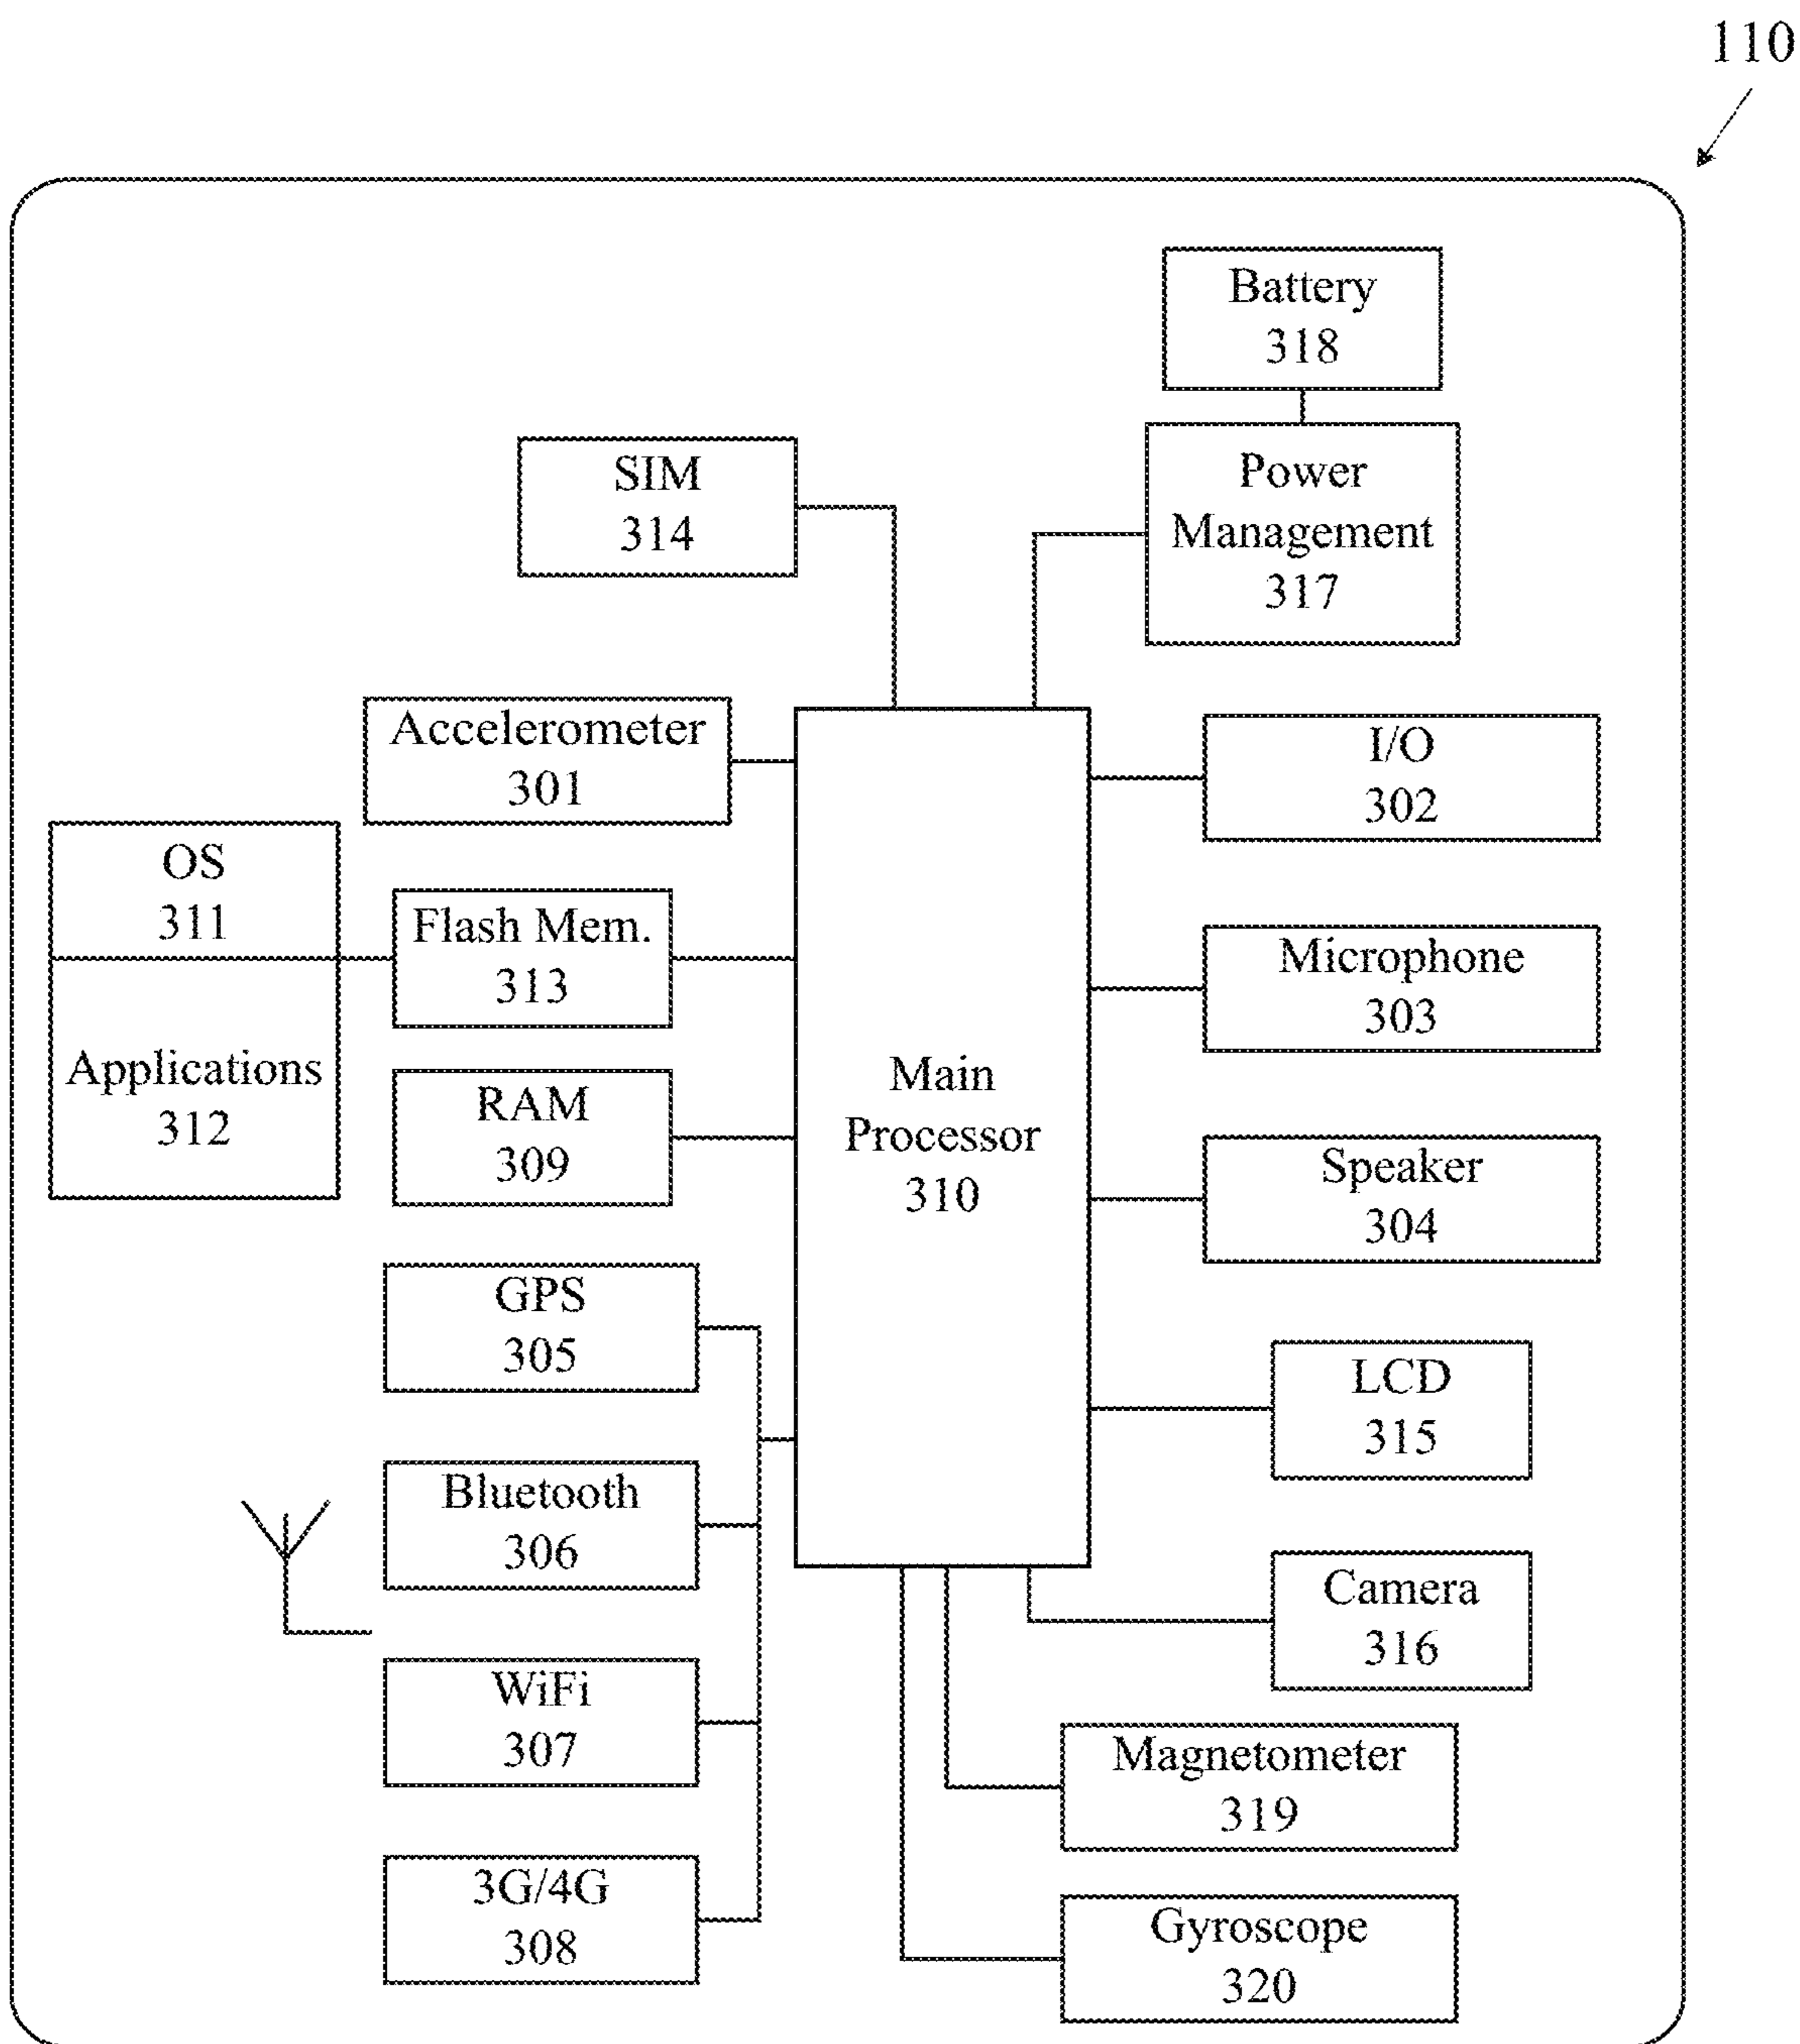 110
Battery
318
SIM
314
Power
Management
317
Accelerometer
301
I/O
302
OS
311
Flash Mem.
313
Microphone
303
Applications
312
RAM
309
Main
Processor
310
Speaker
304
GPS
305
LCD
315
Bluetooth
306
Camera
316
WiFi
307
Magnetometer
319
3G/4G
308
Gyroscope
320